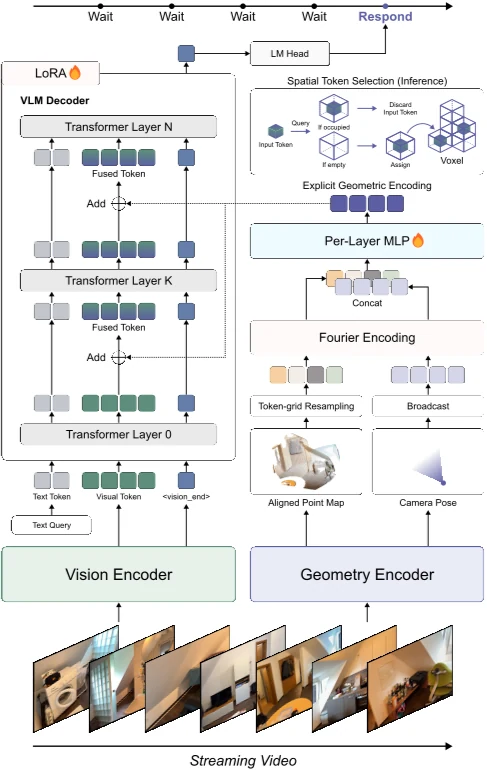 Wait
Wait
Wait
Wait
Respond
LM Head
LoRA
VLM Decoder
Transformer Layer N
Fused Token
Add
Transformer Layer K
Fused Token
Add
Transformer Layer 0
Text Token
Visual Token
<vision_end>
Text Query
Vision Encoder
Spatial Token Selection (Inference)
Input Token
Query
If occupied
Discard
Input Token
If empty
Assign
Voxel
Explicit Geometric Encoding
Per-Layer MLP
Concat
Fourier Encoding
Token-grid Resampling
Broadcast
Aligned Point Map
Camera Pose
Geometry Encoder
Streaming Video